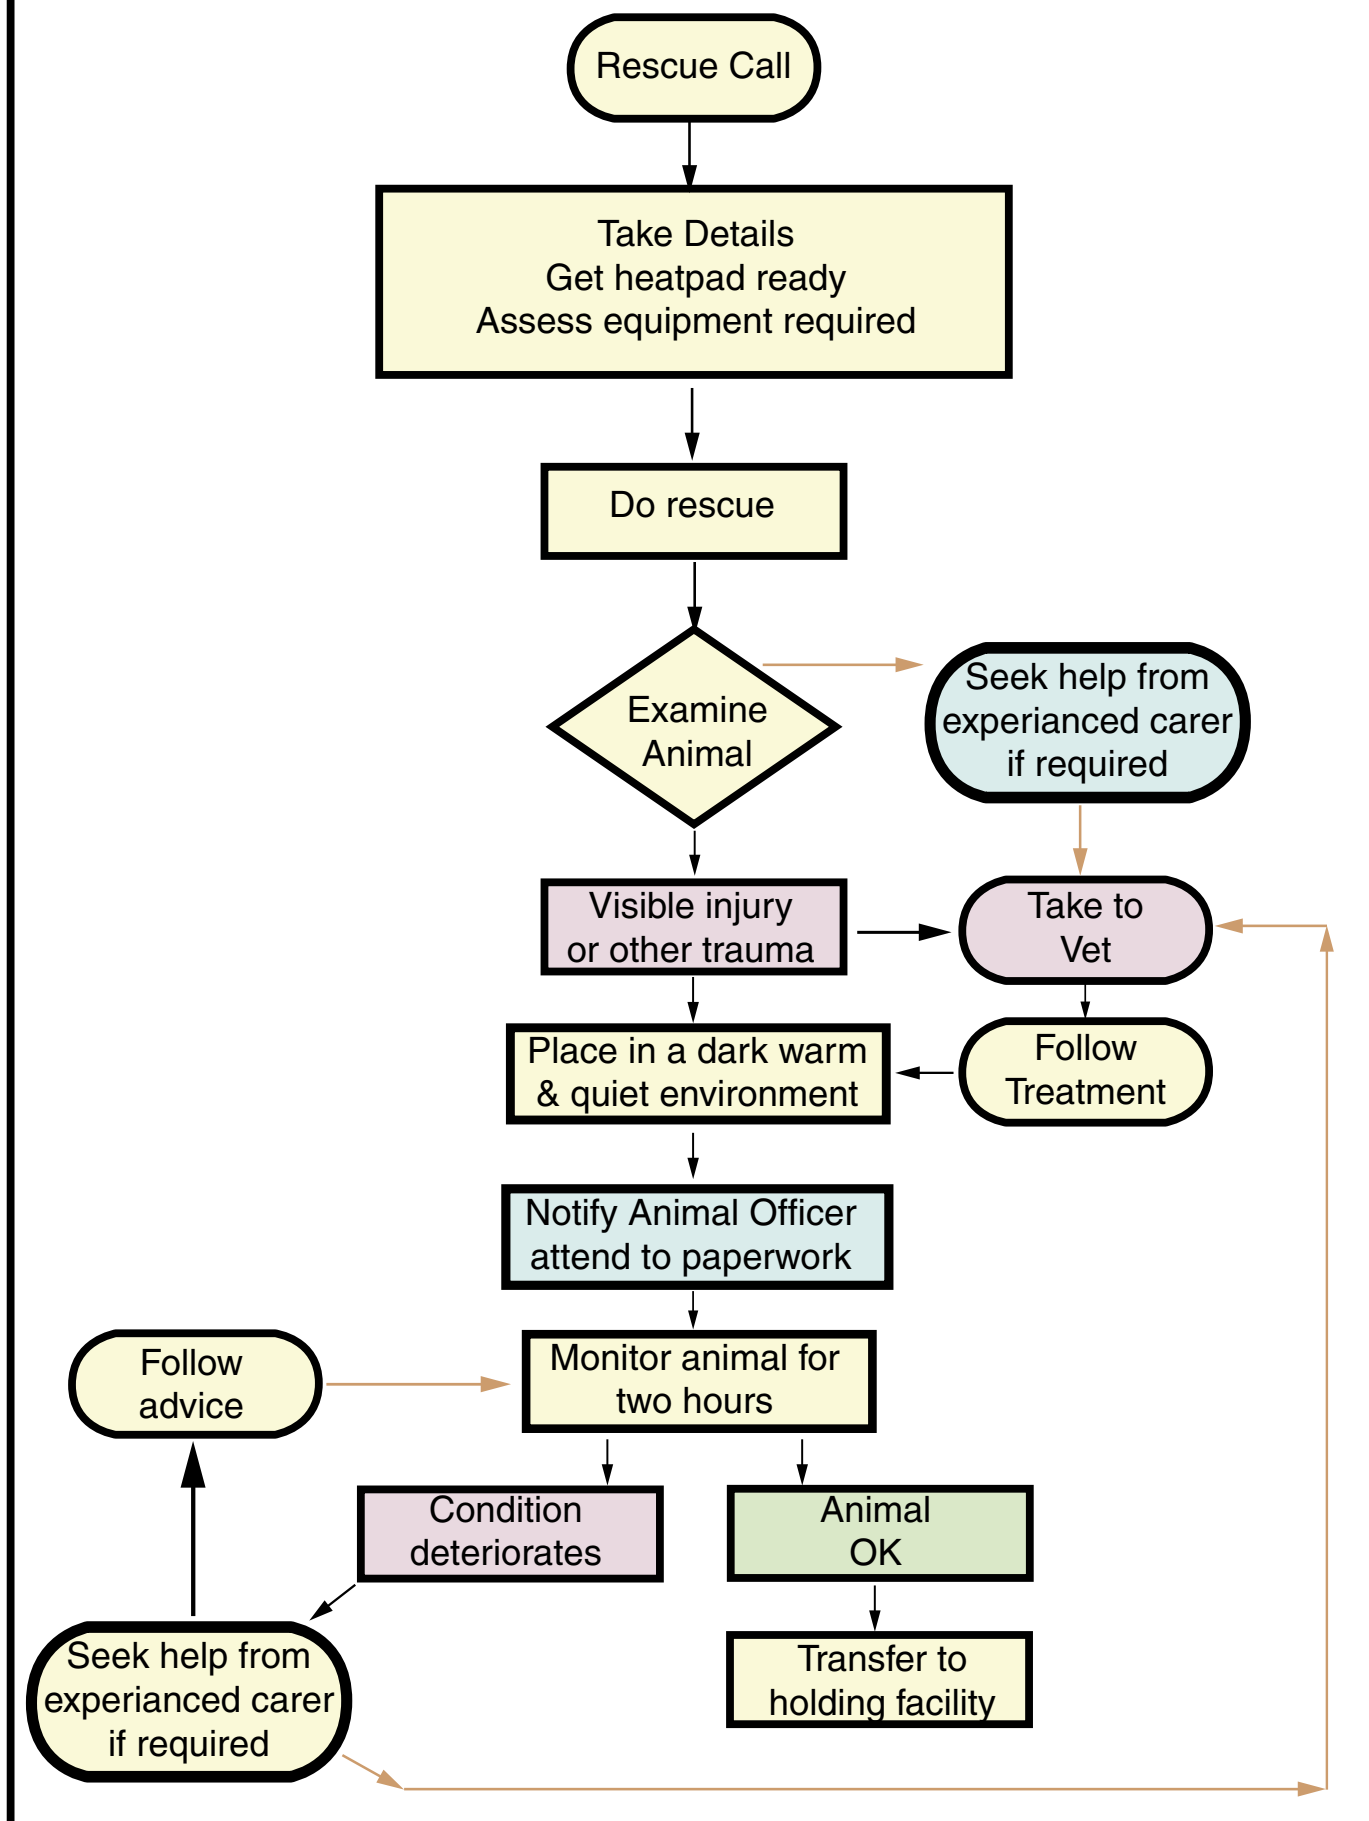 Rescue Call
Take Details
Get heatpad ready
Assess equipment required
Do rescue
Examine
Animal
Seek help from
experianced carer
if required
Visible injury
or other trauma
Take to
Vet
Place in a dark warm
& quiet environment
Follow
Treatment
Notify Animal Officer
attend to paperwork
Follow
advice
Monitor animal for
two hours
Condition
deteriorates
Animal
OK
Seek help from
experianced carer
if required
Transfer to
holding facility